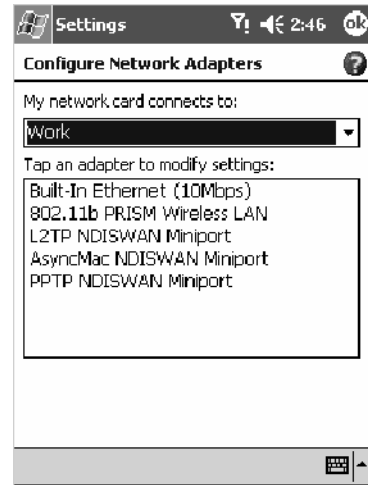 Settings 2:46 ok
Configure Network Adapters ?
My network card connects to:
Work
Tap an adapter to modify settings:
Built-In Ethernet (10Mbps)
802.11b PRISM Wireless LAN
L2TP NDISWAN Miniport
AsyncMac NDISWAN Miniport
PPTP NDISWAN Miniport